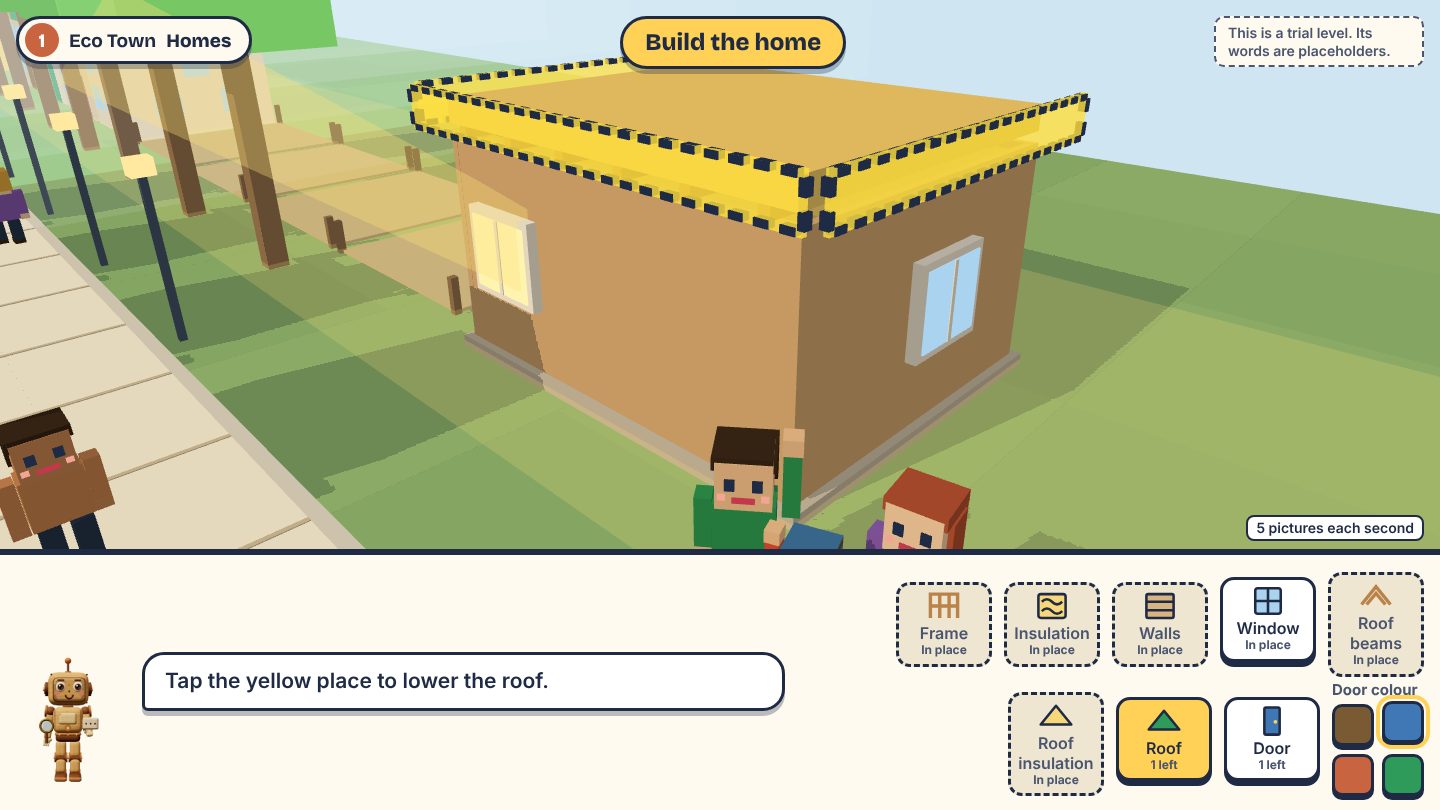 1 Eco Town Homes
Build the home
This is a trial level. Its
words are placeholders.
5 pictures each second
Tap the yellow place to lower the roof.
Frame
In place
Insulation
In place
Walls
In place
Window
In place
Roof
beams
In place
Roof
insulation
In place
Roof
1 left
Door
1 left
Door colour